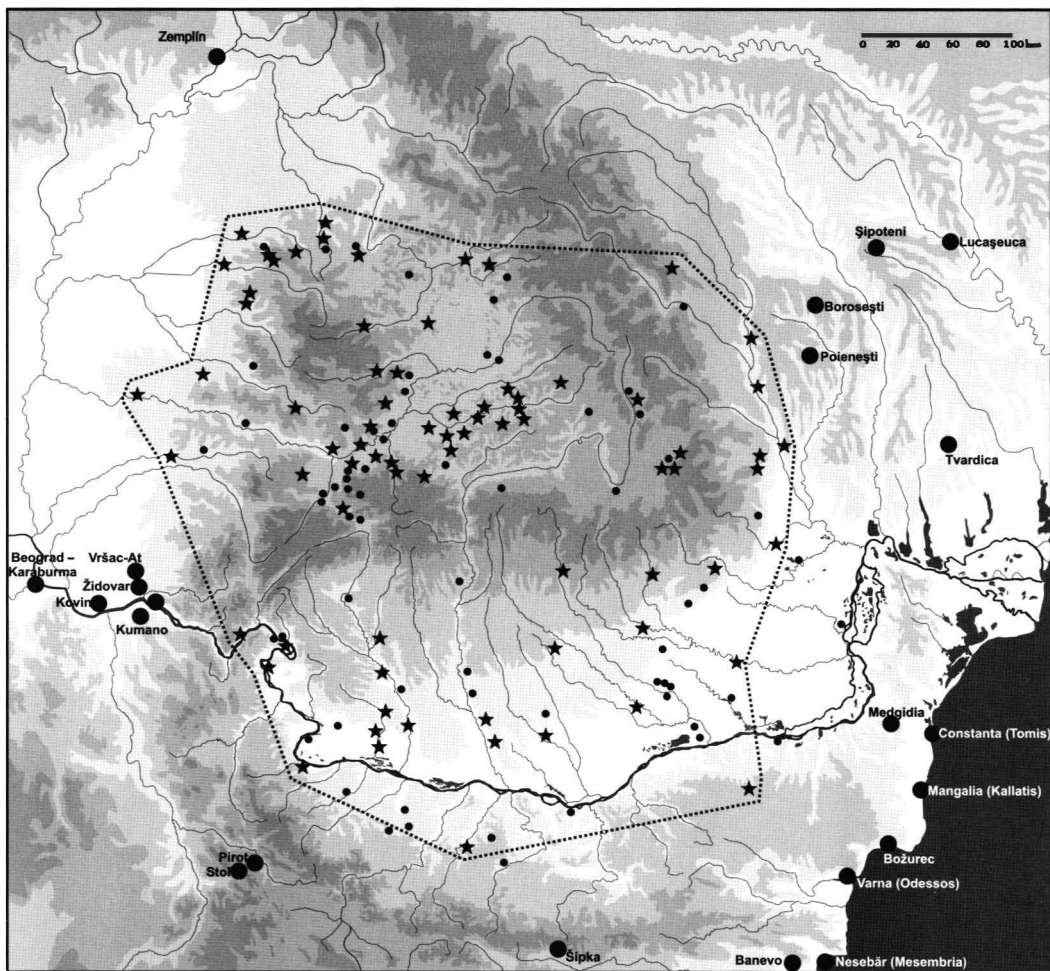 Zemplín
0 20 40 60 80 100 km
Şipoteni
Lucaşeuca
Boroseşti
Poieneşti
Tvardica
Beograd –
Karaburma
Vršac-At
Židovar
Kovin
Kumano
Medgidia
Constanta (Tomis)
Mangalia (Kallatis)
Božurec
Pirot
Stol
Varna (Odessos)
Šipka
Banevo
Nesebăr (Mesembria)